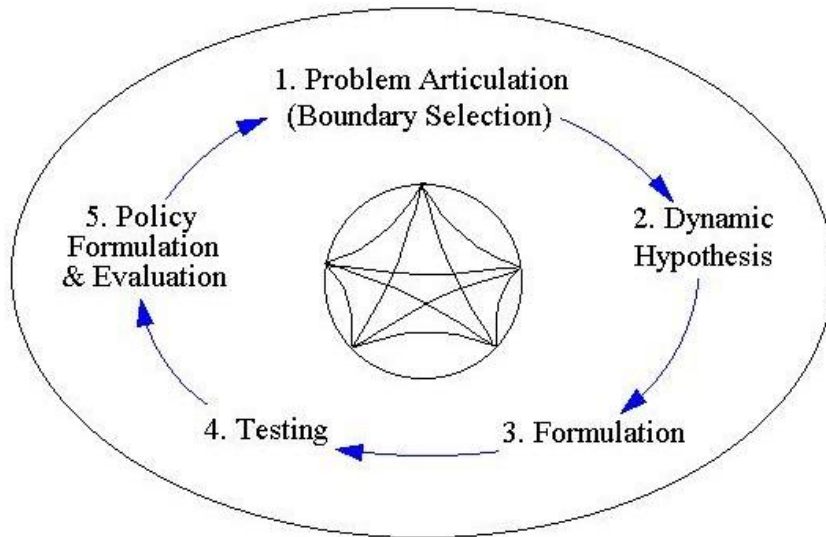 1. Problem Articulation
(Boundary Selection)
2. Dynamic
Hypothesis
3. Formulation
4. Testing
5. Policy
Formulation
& Evaluation